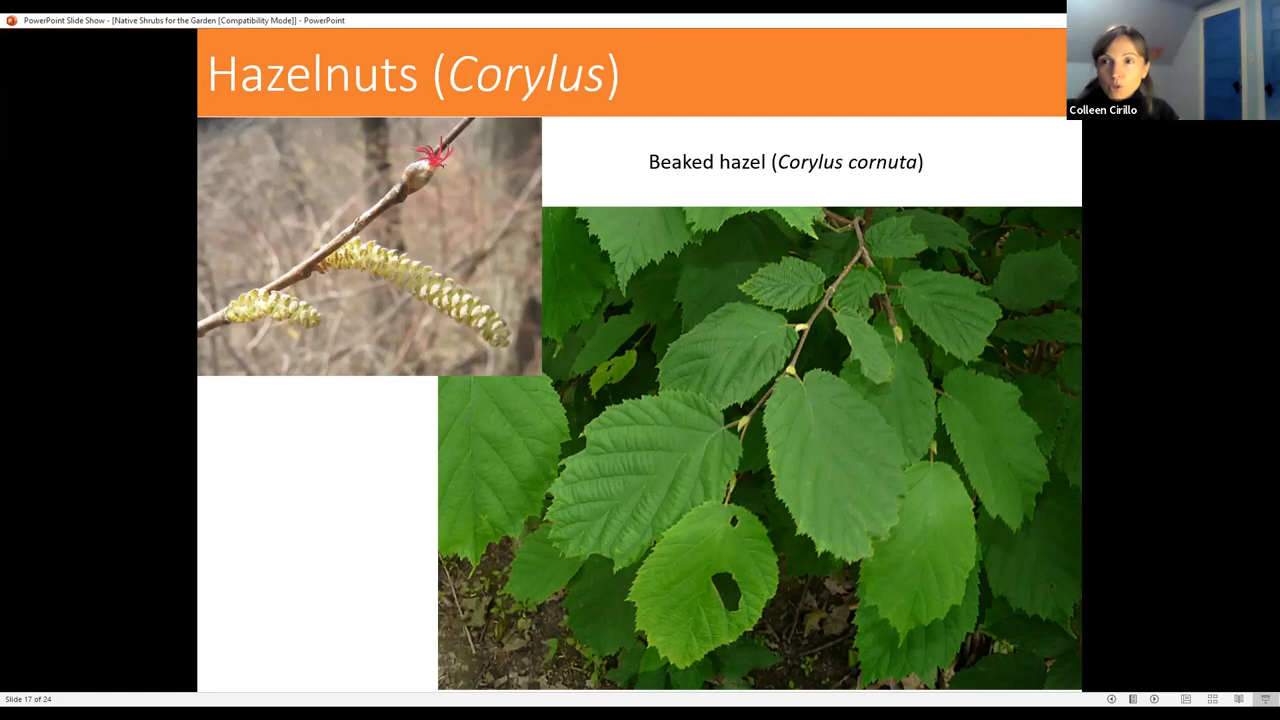 PowerPoint Slide Show - [Native Shrubs for the Garden [Compatibility Mode]] - PowerPoint
Hazelnuts (Corylus)
Colleen Cirillo
Beaked hazel (Corylus cornuta)
Slide 17 of 24